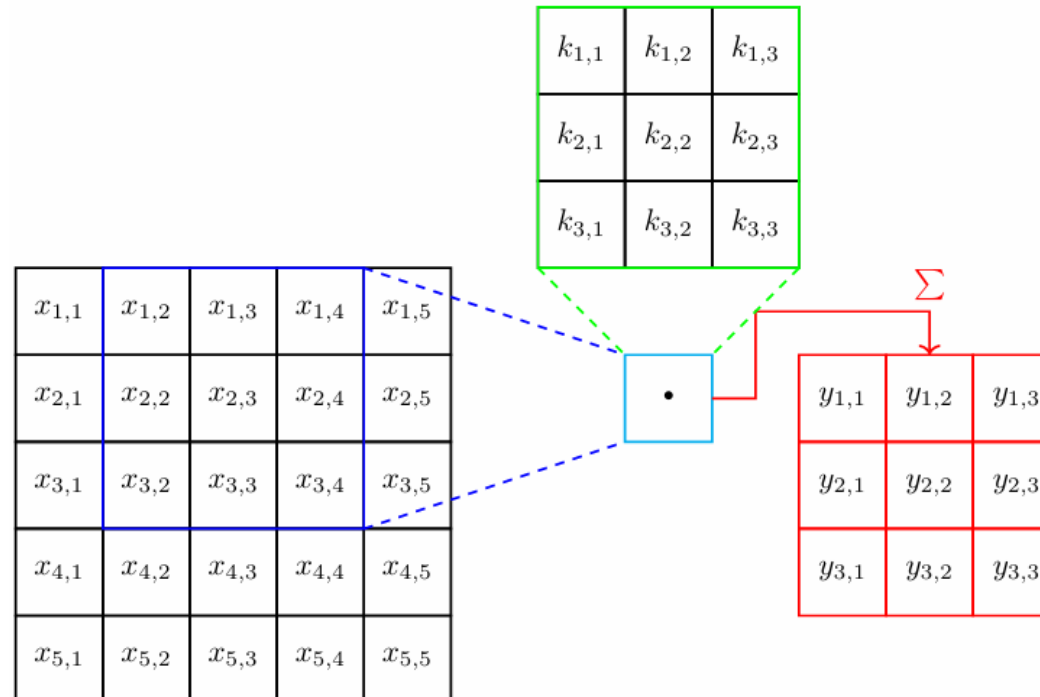 k1,1 k1,2 k1,3
k2,1 k2,2 k2,3
k3,1 k3,2 k3,3
Σ
x1,1 x1,2 x1,3 x1,4 x1,5
x2,1 x2,2 x2,3 x2,4 x2,5
x3,1 x3,2 x3,3 x3,4 x3,5
x4,1 x4,2 x4,3 x4,4 x4,5
x5,1 x5,2 x5,3 x5,4 x5,5
•
y1,1 y1,2 y1,3
y2,1 y2,2 y2,3
y3,1 y3,2 y3,3